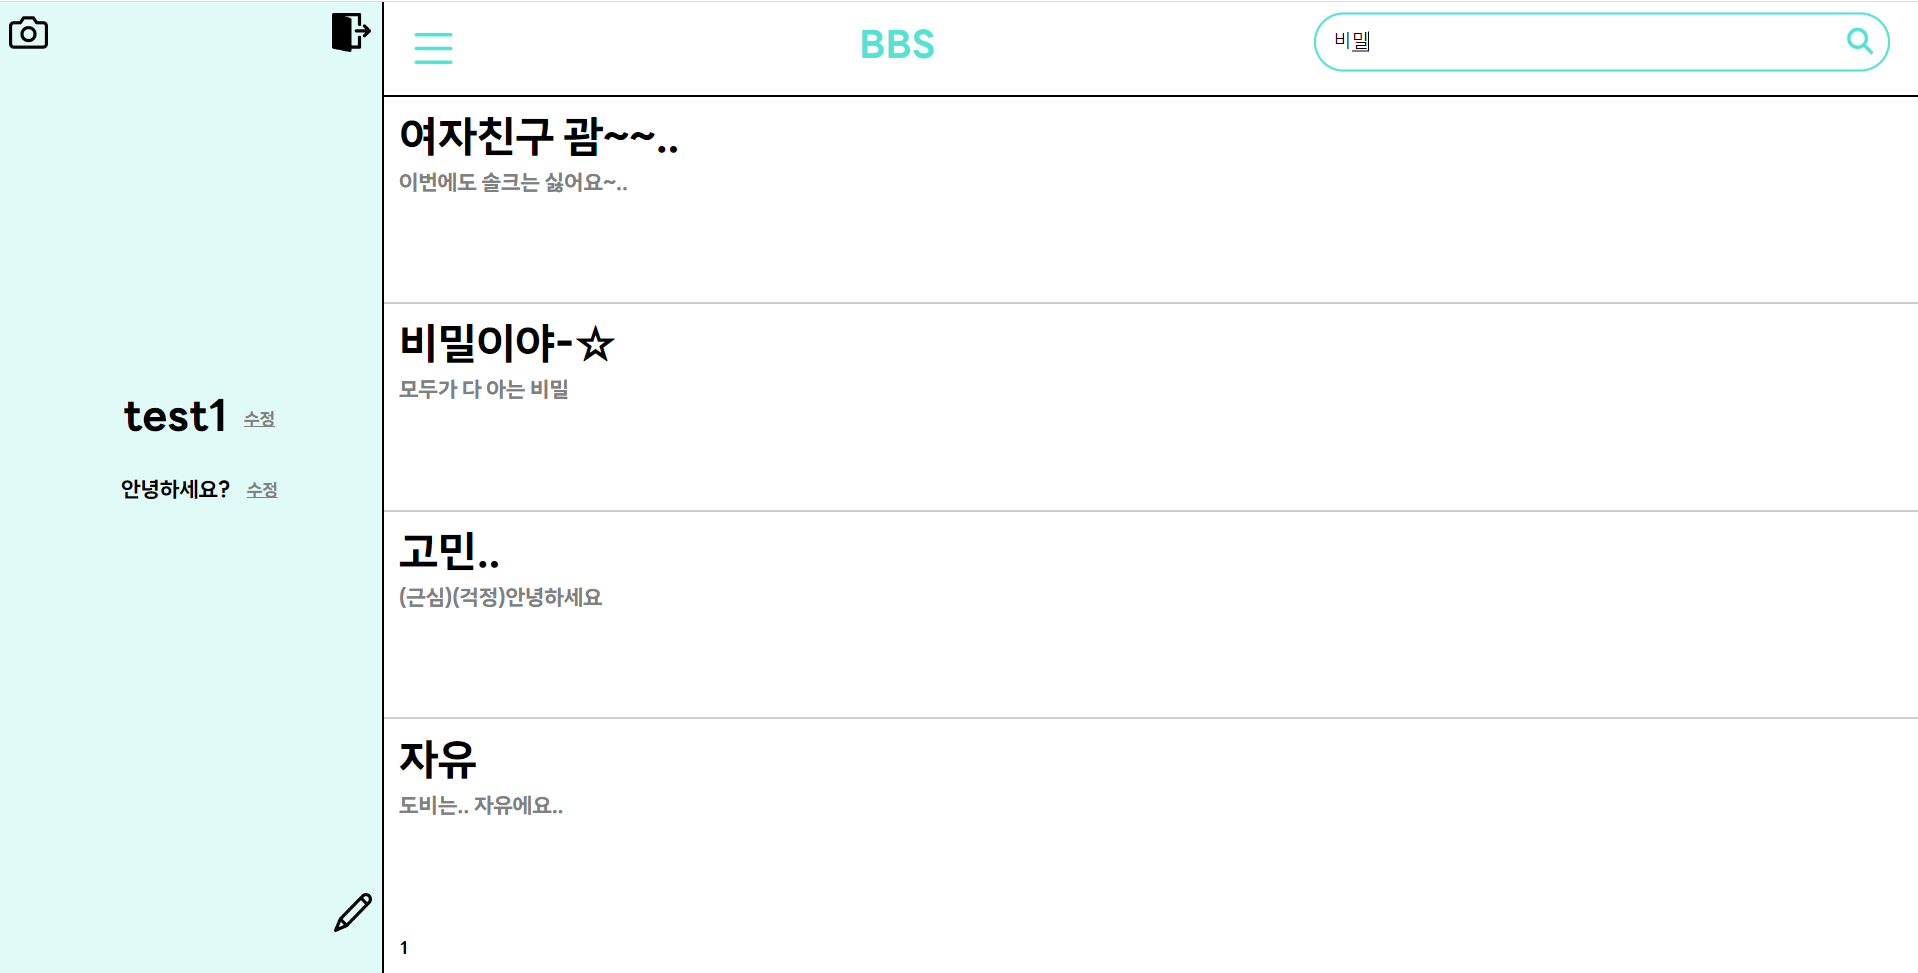 BBS
비밀
test1 수정
안녕하세요? 수정
여자친구 괌~~..
이번에도 솔크는 싫어요~..
비밀이야-☆
모두가 다 아는 비밀
고민..
(근심)(걱정)안녕하세요
자유
도비는.. 자유에요..
1